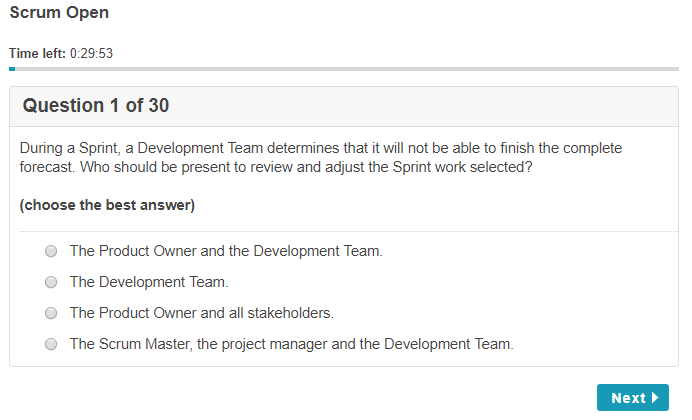 Scrum Open
Time left: 0:29:53
Question 1 of 30
During a Sprint, a Development Team determines that it will not be able to finish the complete
forecast. Who should be present to review and adjust the Sprint work selected?
(choose the best answer)
The Product Owner and the Development Team.
The Development Team.
The Product Owner and all stakeholders.
The Scrum Master, the project manager and the Development Team.
Next